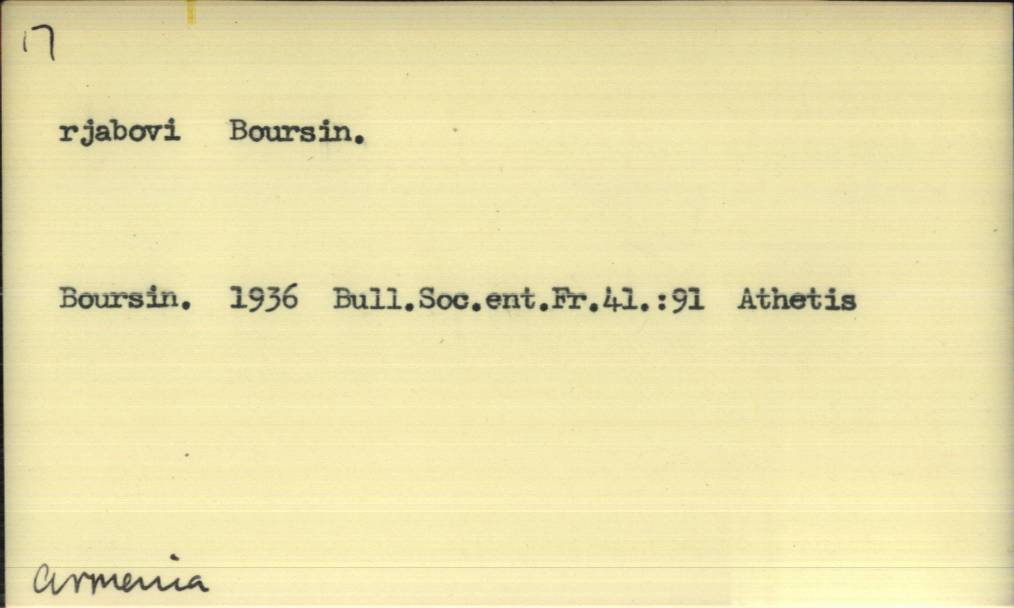 17
rjabovi Boursin.
Boursin. 1936 Bull.Soc.ent.Fr.41.:91 Athetis
Armenia